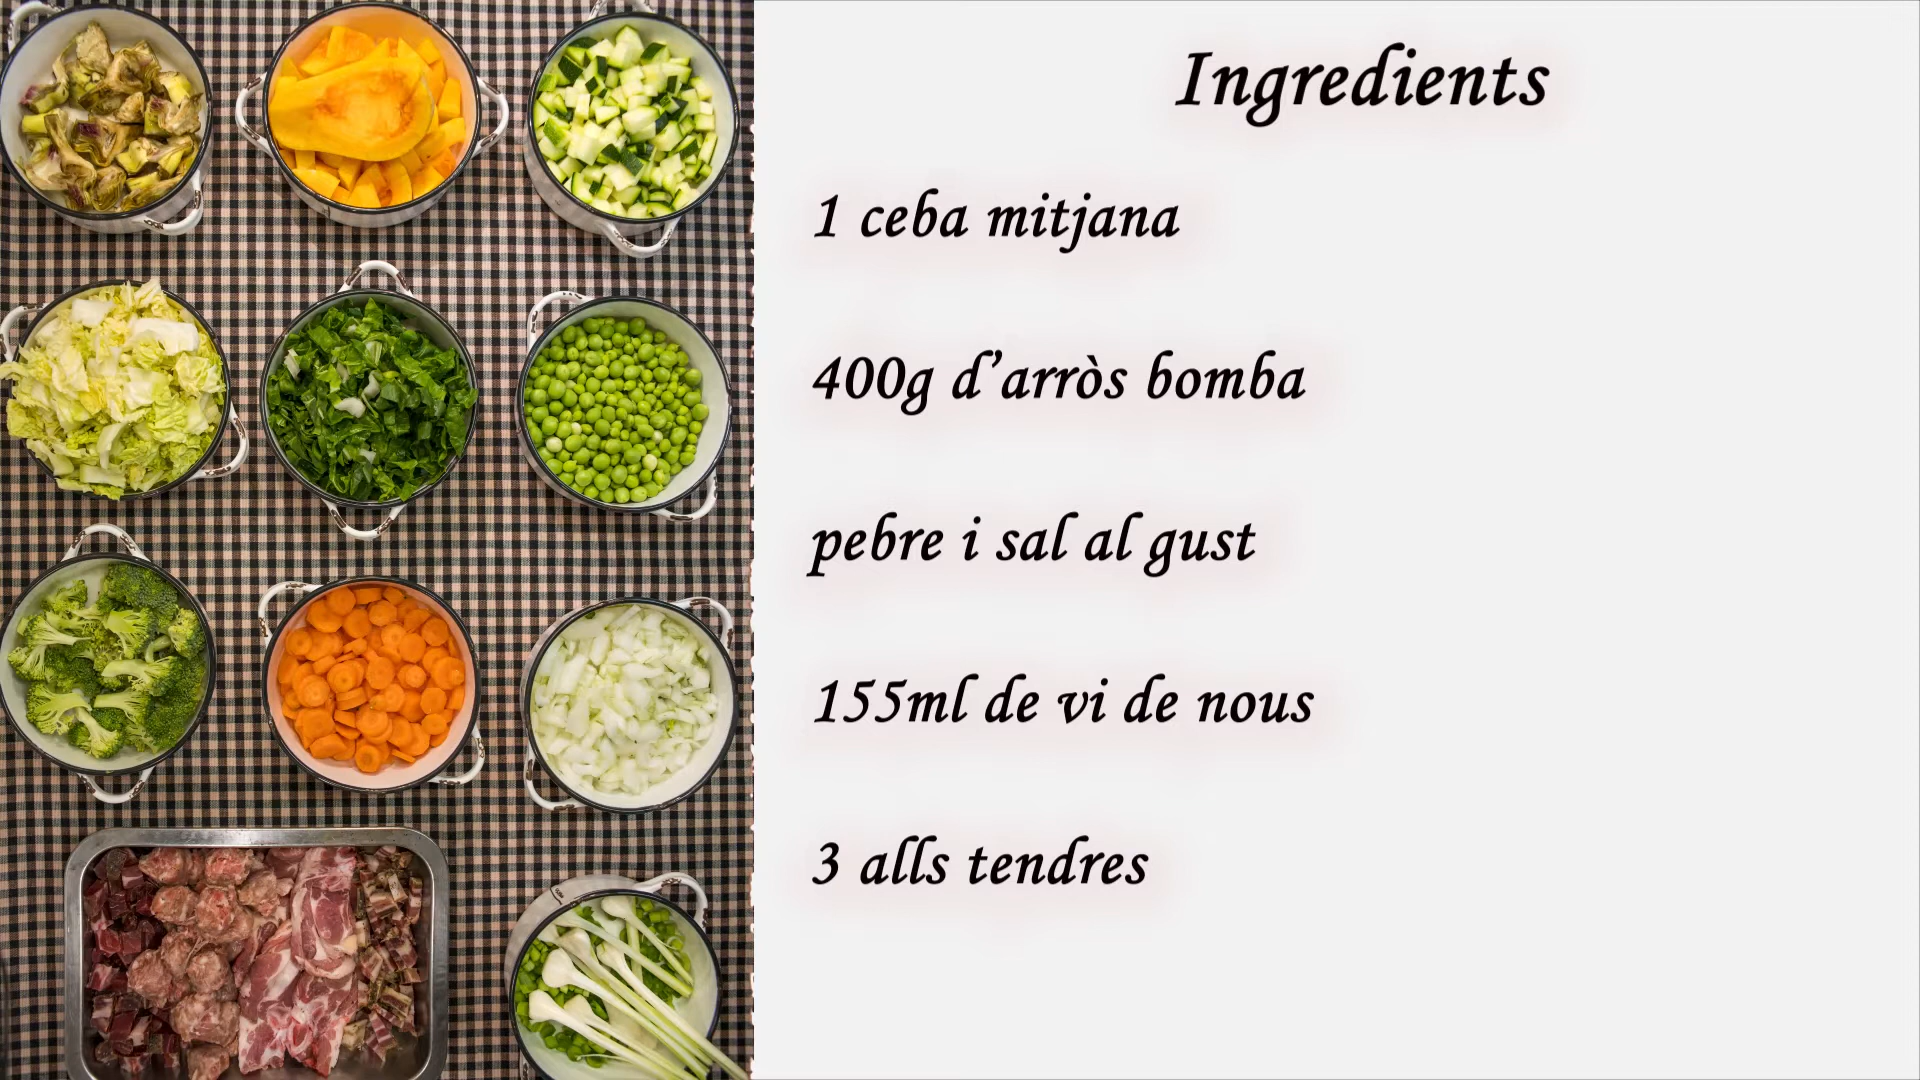 Ingredients
1 ceba mitjana
400g d’arròs bomba
pebre i sal al gust
155ml de vi de nous
3 alls tendres